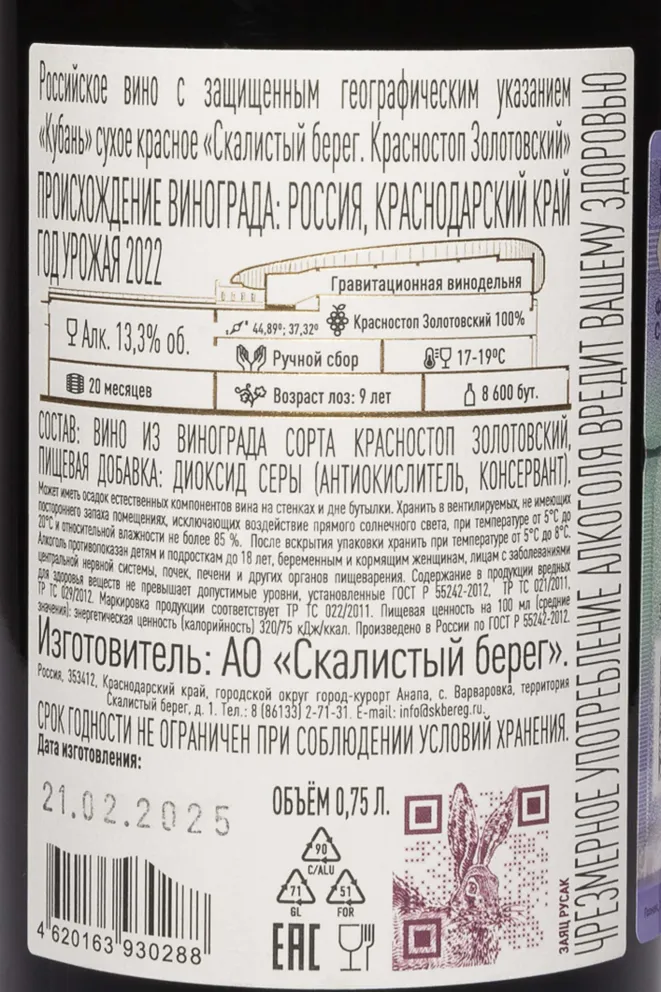 Российское вино с защищенным географическим указанием
«Кубань» сухое красное «Скалистый берег. Красностоп Золотовский»
ПРОИСХОЖДЕНИЕ ВИНОГРАДА: РОССИЯ, КРАСНОДАРСКИЙ КРАЙ
ГОД УРОЖАЯ 2022
Гравитационная винодельня
Алк. 13,3% об.
44,89º; 37,32º
Красностоп Золотовский 100%
Ручной сбор
17-19ºC
20 месяцев
Возраст лоз: 9 лет
8 600 бут.
СОСТАВ: ВИНО ИЗ ВИНОГРАДА СОРТА КРАСНОСТОП ЗОЛОТОВСКИЙ,
ПИЩЕВАЯ ДОБАВКА: ДИОКСИД СЕРЫ (АНТИОКИСЛИТЕЛЬ, КОНСЕРВАНТ).
Может иметь осадок естественных компонентов вина на стенках и дне бутылки. Хранить в вентилируемых, не имеющих
постороннего запаха помещениях, исключающих воздействие прямого солнечного света, при температуре от 5°C до
20°C и относительной влажности не более 85 %. После вскрытия упаковки хранить при температуре от 5°C до 8°C.
Алкоголь противопоказан детям и подросткам до 18 лет, беременным и кормящим женщинам, лицам с заболеваниями
центральной нервной системы, почек, печени и других органов пищеварения. Содержание в продукции вредных
для здоровья веществ не превышает допустимые уровни, установленные ГОСТ Р 55242-2012, ТР ТС 021/2011,
ТР ТС 029/2012. Маркировка продукции соответствует ТР ТС 022/2011. Пищевая ценность на 100 мл (средние
значения): энергетическая ценность (калорийность) 320/75 кДж/ккал. Произведено в России по ГОСТ Р 55242-2012.
Изготовитель: АО «Скалистый берег».
Россия, 353412, Краснодарский край, городской округ город-курорт Анапа, с. Варваровка, территория
Скалистый берег, д. 1. Тел.: 8 (86133) 2-71-31. E-mail: info@skbereg.ru.
СРОК ГОДНОСТИ НЕ ОГРАНИЧЕН ПРИ СОБЛЮДЕНИИ УСЛОВИЙ ХРАНЕНИЯ.
Дата изготовления:
21.02.2025
ОБЪЁМ 0,75 Л.
90
C/ALU
71
GL
51
FOR
EAC
4 620163 930288
ЗАЯЦ РУСАК
ЧРЕЗМЕРНОЕ УПОТРЕБЛЕНИЕ АЛКОГОЛЯ ВРЕДИТ ВАШЕМУ ЗДОРОВЬЮ